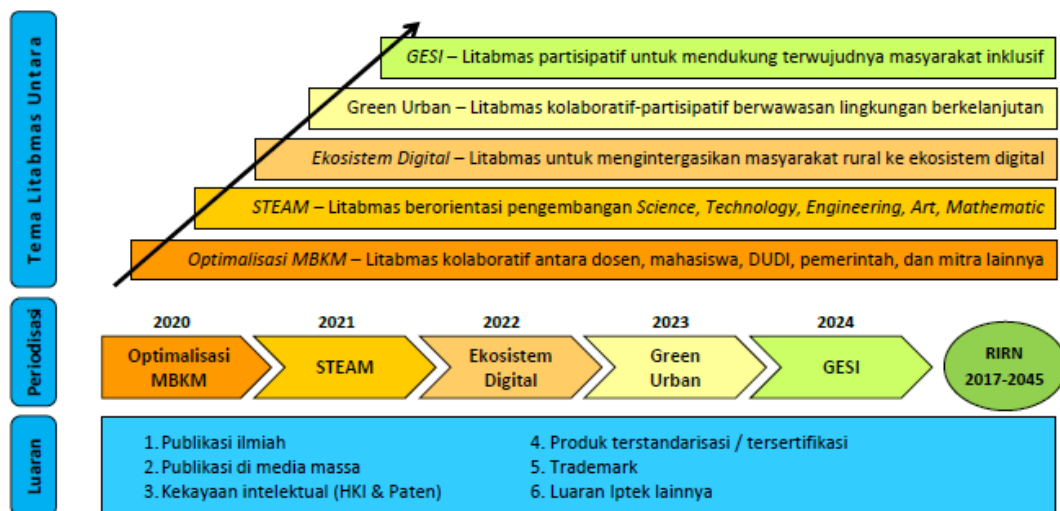 Tema Litabmas Untara
GESI – Litabmas partisipatif untuk mendukung terwujudnya masyarakat inklusif
Green Urban – Litabmas kolaboratif-partisipatif berwawasan lingkungan berkelanjutan
Ekosistem Digital – Litabmas untuk mengintergasikan masyarakat rural ke ekosistem digital
STEAM – Litabmas berorientasi pengembangan Science, Technology, Engineering, Art, Mathematic
Optimalisasi MBKM – Litabmas kolaboratif antara dosen, mahasiswa, DUDI, pemerintah, dan mitra lainnya
Periodisasi
2020
Optimalisasi
MBKM
2021
STEAM
2022
Ekosistem
Digital
2023
Green
Urban
2024
GESI
RIRN
2017-2045
Luaran
1. Publikasi ilmiah
2. Publikasi di media massa
3. Kekayaan intelektual (HKI & Paten)
4. Produk terstandarisasi / tersertifikasi
5. Trademark
6. Luaran Iptek lainnya